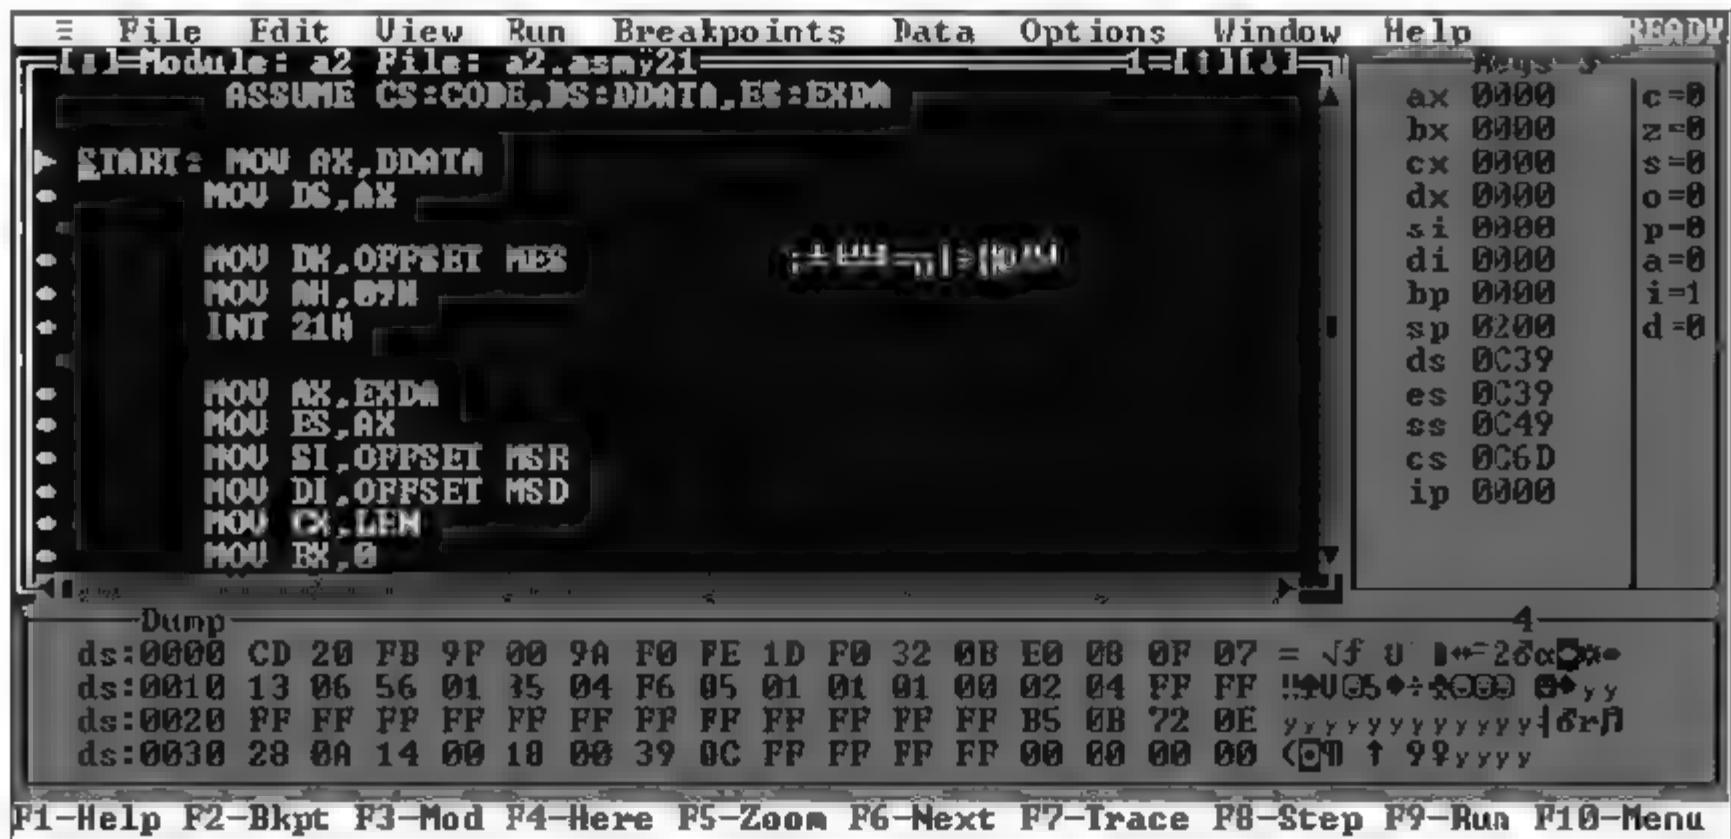 ≡ File Edit View Run Breakpoints Data Options Window Help READY
Module: a2 File: a2.asm 21 1
ASSUME CS:CODE,DS:DDATA,ES:EXDA
START: MOV AX,DDATA
MOV DS,AX
MOV DX,OFFSET MES
MOV AH,09H
INT 21H
MOV AX,EXDA
MOV ES,AX
MOV SI,OFFSET MSR
MOV DI,OFFSET MSD
MOV CX,LEN
MOV BX,0
Regs
ax 0000 c=0
bx 0000 z=0
cx 0000 s=0
dx 0000 o=0
si 0000 p=0
di 0000 a=0
bp 0000 i=1
sp 0200 d=0
ds 0C39
es 0C39
ss 0C49
cs 0C6D
ip 0000
Dump 4
ds:0000 CD 20 FB 9F 00 9A F0 FE 1D F0 32 0B E0 08 0F 07
ds:0010 13 06 56 01 35 04 F6 05 01 01 01 00 02 04 FF FF
ds:0020 FF FF FF FF FF FF FF FF FF FF FF FF B5 0B 72 0E
ds:0030 28 0A 14 00 18 00 39 0C FF FF FF FF 00 00 00 00
F1-Help F2-Bkpt F3-Mod F4-Here F5-Zoom F6-Next F7-Trace F8-Step F9-Run F10-Menu